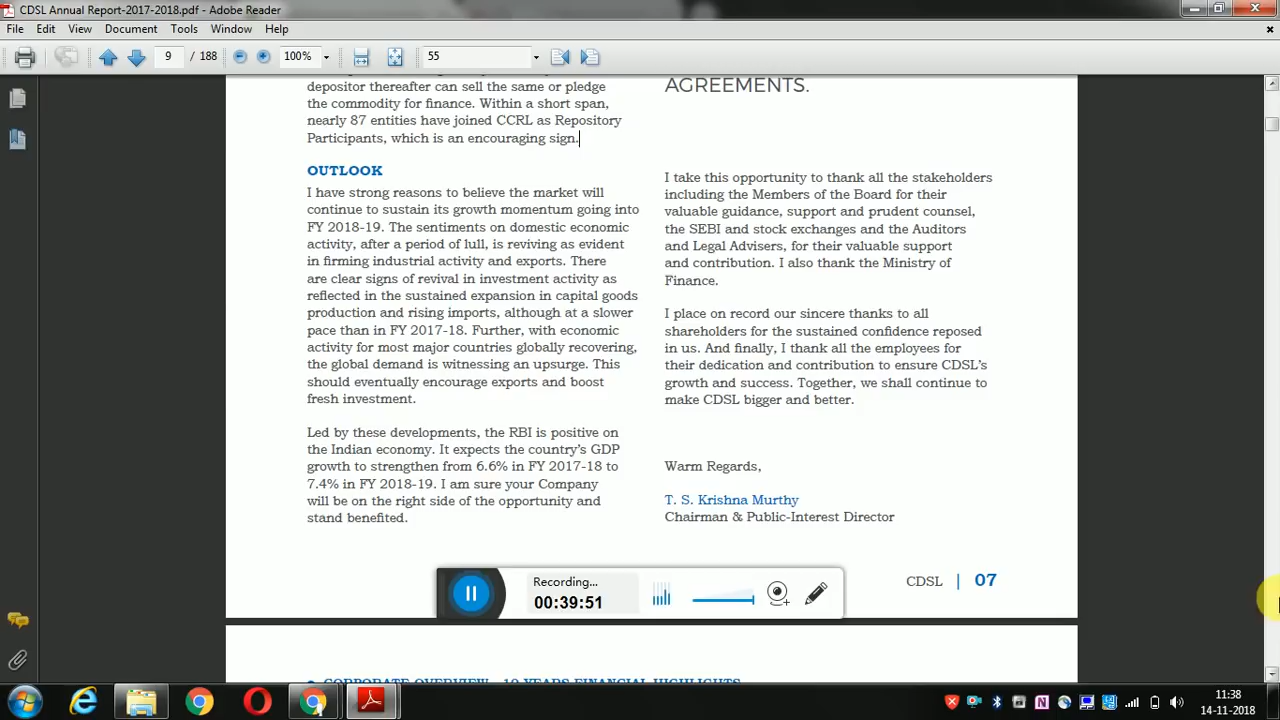 CDSL Annual Report-2017-2018.pdf - Adobe Reader
File Edit View Document Tools Window Help
9 / 188 100% 55
depositor thereafter can sell the same or pledge
the commodity for finance. Within a short span,
nearly 87 entities have joined CCRL as Repository
Participants, which is an encouraging sign.
OUTLOOK
I have strong reasons to believe the market will
continue to sustain its growth momentum going into
FY 2018-19. The sentiments on domestic economic
activity, after a period of lull, is reviving as evident
in firming industrial activity and exports. There
are clear signs of revival in investment activity as
reflected in the sustained expansion in capital goods
production and rising imports, although at a slower
pace than in FY 2017-18. Further, with economic
activity for most major countries globally recovering,
the global demand is witnessing an upsurge. This
should eventually encourage exports and boost
fresh investment.
Led by these developments, the RBI is positive on
the Indian economy. It expects the country's GDP
growth to strengthen from 6.6% in FY 2017-18 to
7.4% in FY 2018-19. I am sure your Company
will be on the right side of the opportunity and
stand benefited.
AGREEMENTS.
I take this opportunity to thank all the stakeholders
including the Members of the Board for their
valuable guidance, support and prudent counsel,
the SEBI and stock exchanges and the Auditors
and Legal Advisers, for their valuable support
and contribution. I also thank the Ministry of
Finance.
I place on record our sincere thanks to all
shareholders for the sustained confidence reposed
in us. And finally, I thank all the employees for
their dedication and contribution to ensure CDSL's
growth and success. Together, we shall continue to
make CDSL bigger and better.
Warm Regards,
T. S. Krishna Murthy
Chairman & Public-Interest Director
CDSL | 07
Recording...
00:39:51
CORPORATE OVERVIEW 10 YEARS FINANCIAL HIGHLIGHTS
11:38
14-11-2018